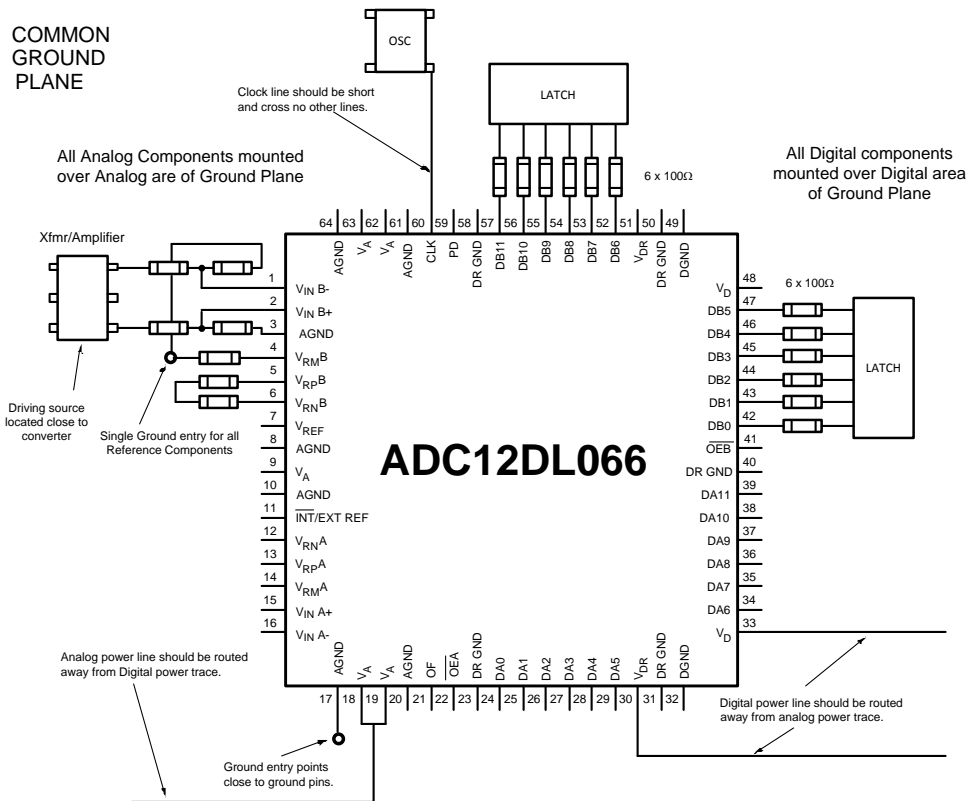 COMMON
GROUND
PLANE
OSC
Clock line should be short
and cross no other lines.
LATCH
6 x 100Ω
All Analog Components mounted
over Analog are of Ground Plane
All Digital components
mounted over Digital area
of Ground Plane
Xfmr/Amplifier
64 63 62 61 60 59 58 57 56 55 54 53 52 51 50 49
AGND
VA
VA
AGND
CLK
PD
DR GND
DB11
DB10
DB9
DB8
DB7
DB6
VDR
DR GND
DGND
1 VIN B-
2 VIN B+
3 AGND
4 VRMB
5 VRPB
6 VRNB
7 VREF
8 AGND
9 VA
10 AGND
11 INT/EXT REF
12 VRNA
13 VRPA
14 VRMA
15 VIN A+
16 VIN A-
Driving source
located close to
converter
Single Ground entry for all
Reference Components
ADC12DL066
VD 48
DB5 47
DB4 46
DB3 45
DB2 44
DB1 43
DB0 42
OEB 41
DR GND 40
DA11 39
DA10 38
DA9 37
DA8 36
DA7 35
DA6 34
VD 33
6 x 100Ω
LATCH
AGND
VA
VA
AGND
OF
OEA
DR GND
DA0
DA1
DA2
DA3
DA4
DA5
VDR
DR GND
DGND
17 18 19 20 21 22 23 24 25 26 27 28 29 30 31 32
Analog power line should be routed
away from Digital power trace.
Ground entry points
close to ground pins.
Digital power line should be routed
away from analog power trace.